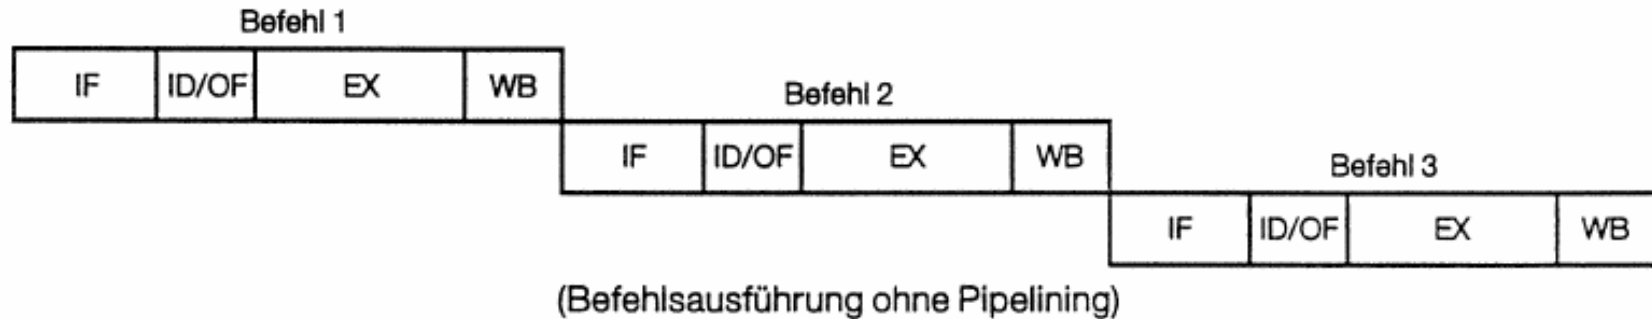 Befehl 1
IF ID/OF EX WB
Befehl 2
IF ID/OF EX WB
Befehl 3
IF ID/OF EX WB
(Befehlsausführung ohne Pipelining)